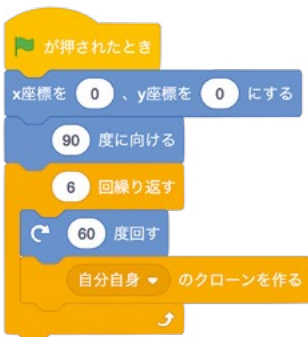 が押されたとき
x座標を 0 、y座標を 0 にする
90 度に向ける
6 回繰り返す
60 度回す
自分自身 のクローンを作る